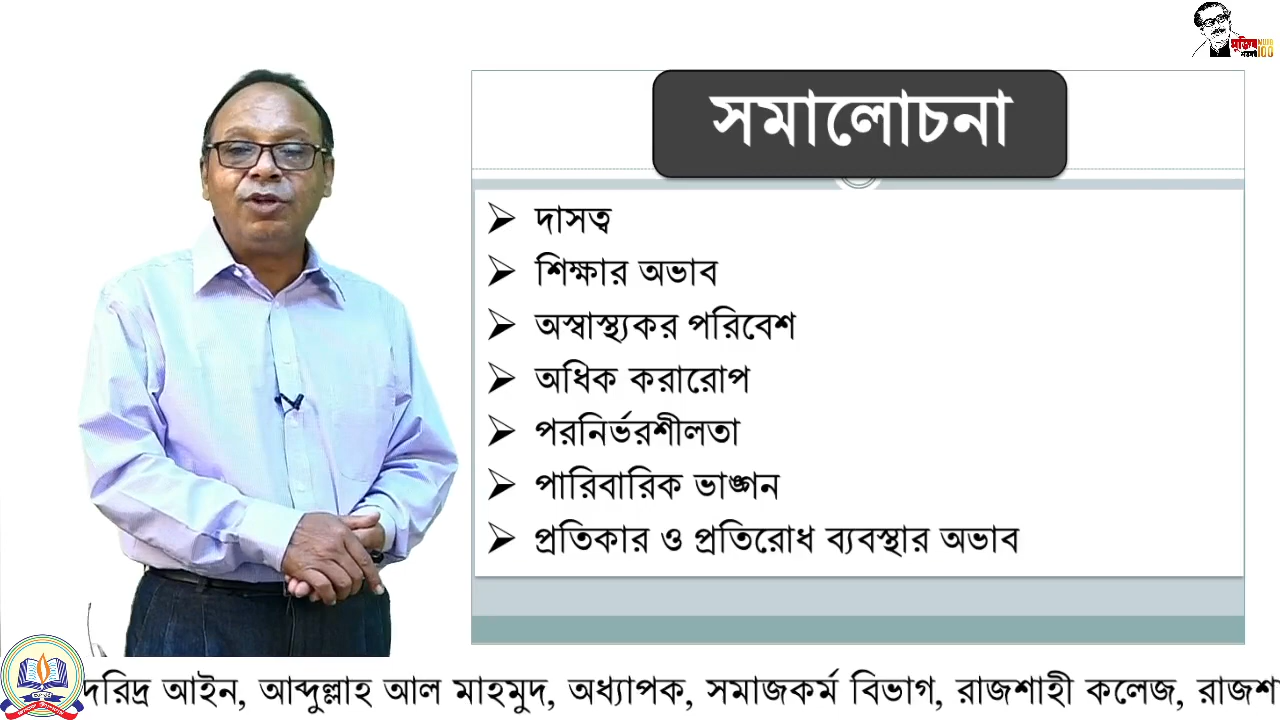 সমালোচনা
দাসত্ব
শিক্ষার অভাব
অস্বাস্থ্যকর পরিবেশ
অধিক করারোপ
পরনির্ভরশীলতা
পারিবারিক ভাঙ্গন
প্রতিকার ও প্রতিরোধ ব্যবস্থার অভাব
দরিদ্র আইন, আব্দুল্লাহ আল মাহমুদ, অধ্যাপক, সমাজকর্ম বিভাগ, রাজশাহী কলেজ, রাজশ
100